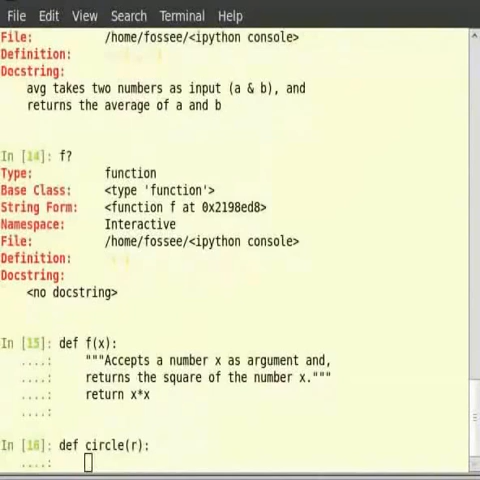 File Edit View Search Terminal Help
File: /home/fossee/<ipython console>
Definition:
Docstring:
avg takes two numbers as input (a & b), and
returns the average of a and b
In [14]: f?
Type: function
Base Class: <type 'function'>
String Form: <function f at 0x2198ed8>
Namespace: Interactive
File: /home/fossee/<ipython console>
Definition:
Docstring:
<no docstring>
In [15]: def f(x):
....: """Accepts a number x as argument and,
....: returns the square of the number x."""
....: return x*x
....:
In [16]: def circle(r):
....: